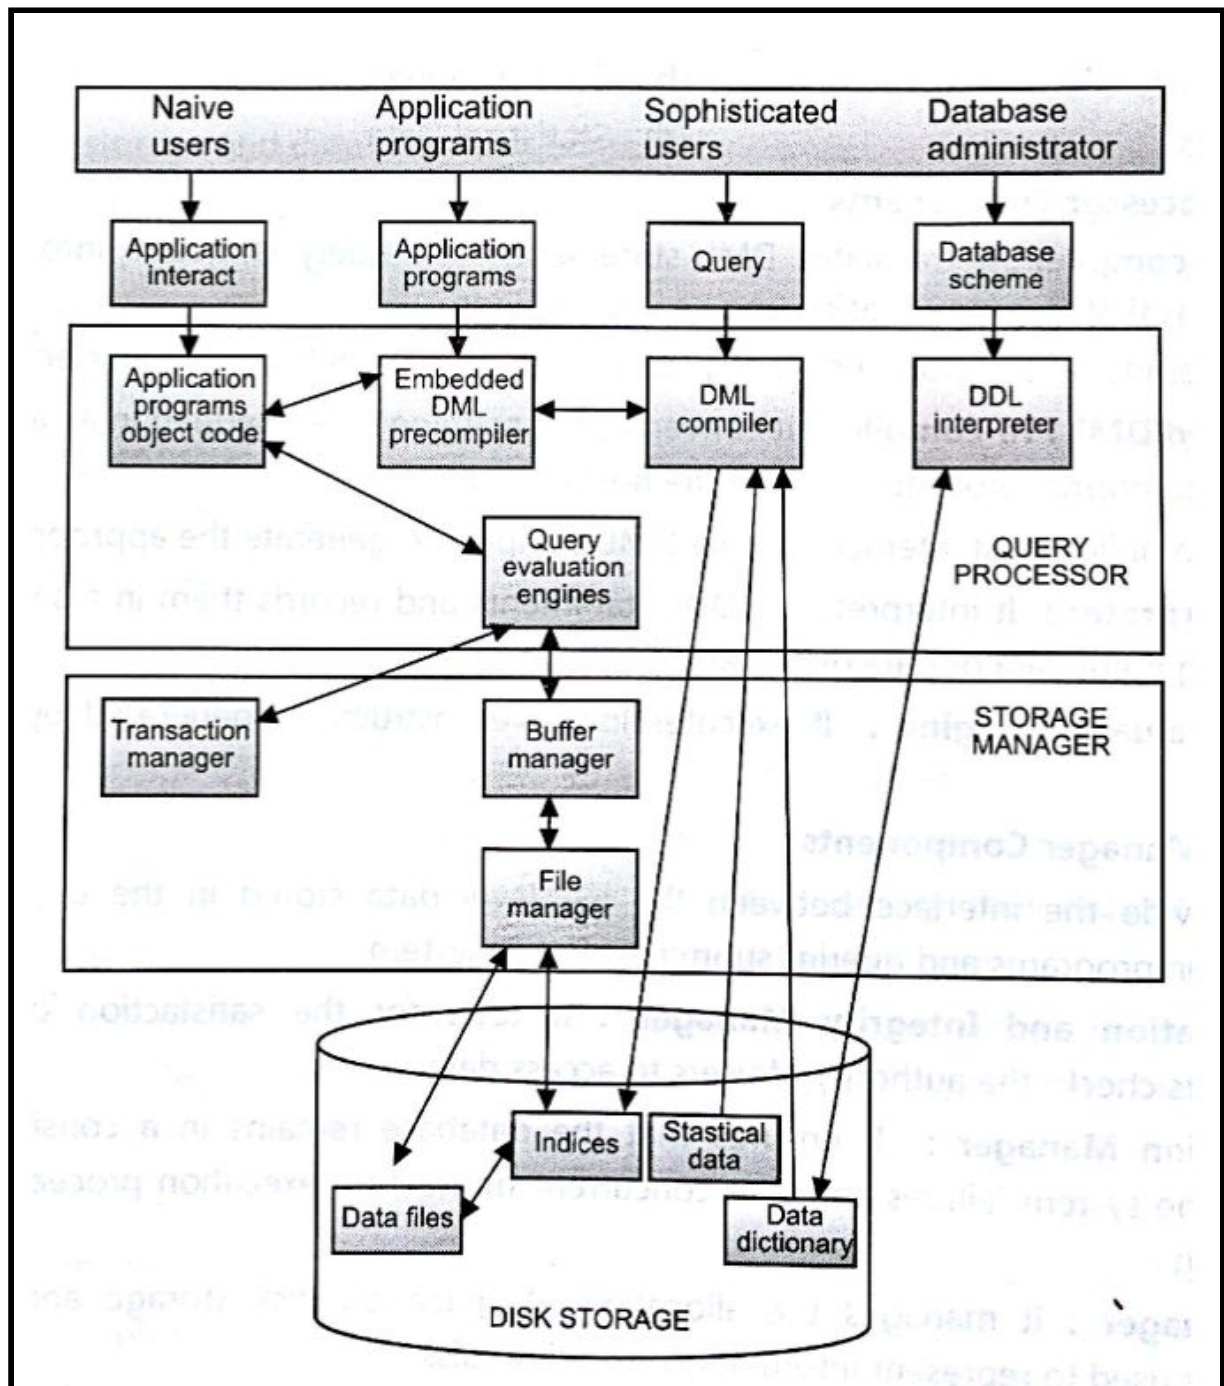 Naive
users
Application
programs
Sophisticated
users
Database
administrator
Application
interact
Application
programs
Query
Database
scheme
Application
programs
object code
Embedded
DML
precompiler
DML
compiler
DDL
interpreter
Query
evaluation
engines
QUERY
PROCESSOR
Transaction
manager
Buffer
manager
STORAGE
MANAGER
File
manager
Indices
Stastical
data
Data files
Data
dictionary
DISK STORAGE